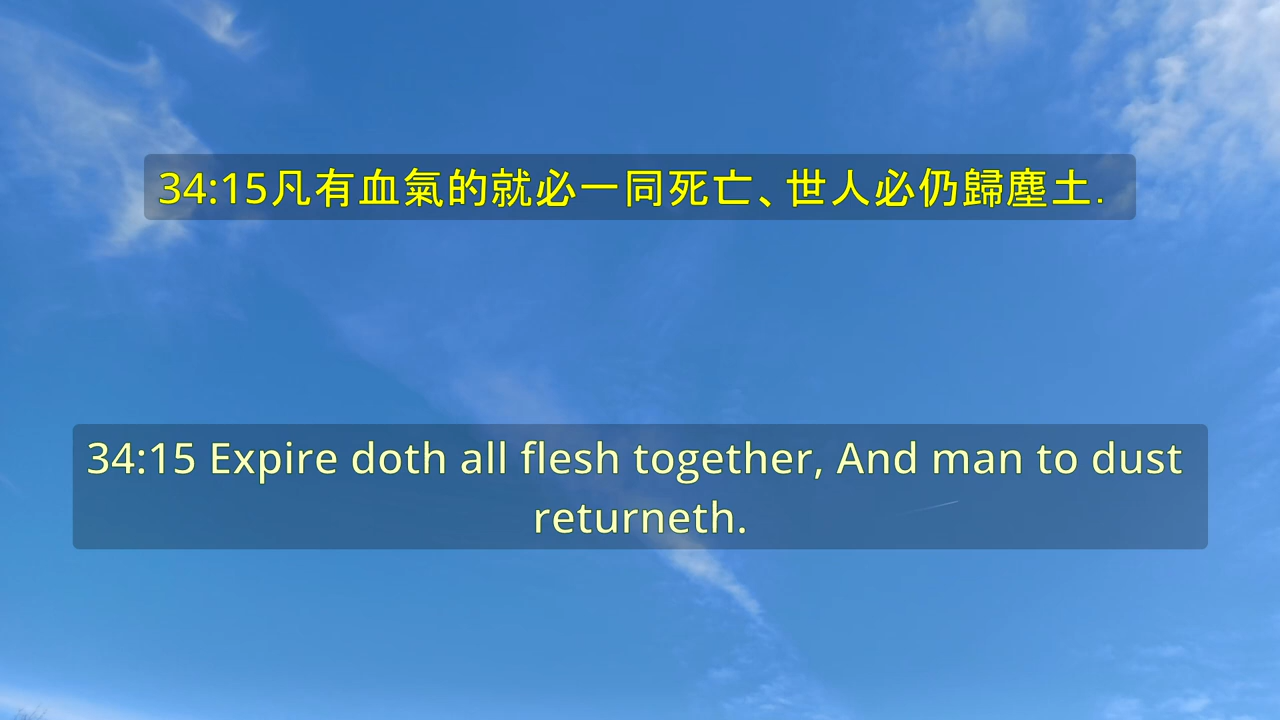 34:15凡有血氣的就必一同死亡、世人必仍歸塵土.
34:15 Expire doth all flesh together, And man to dust
returneth.